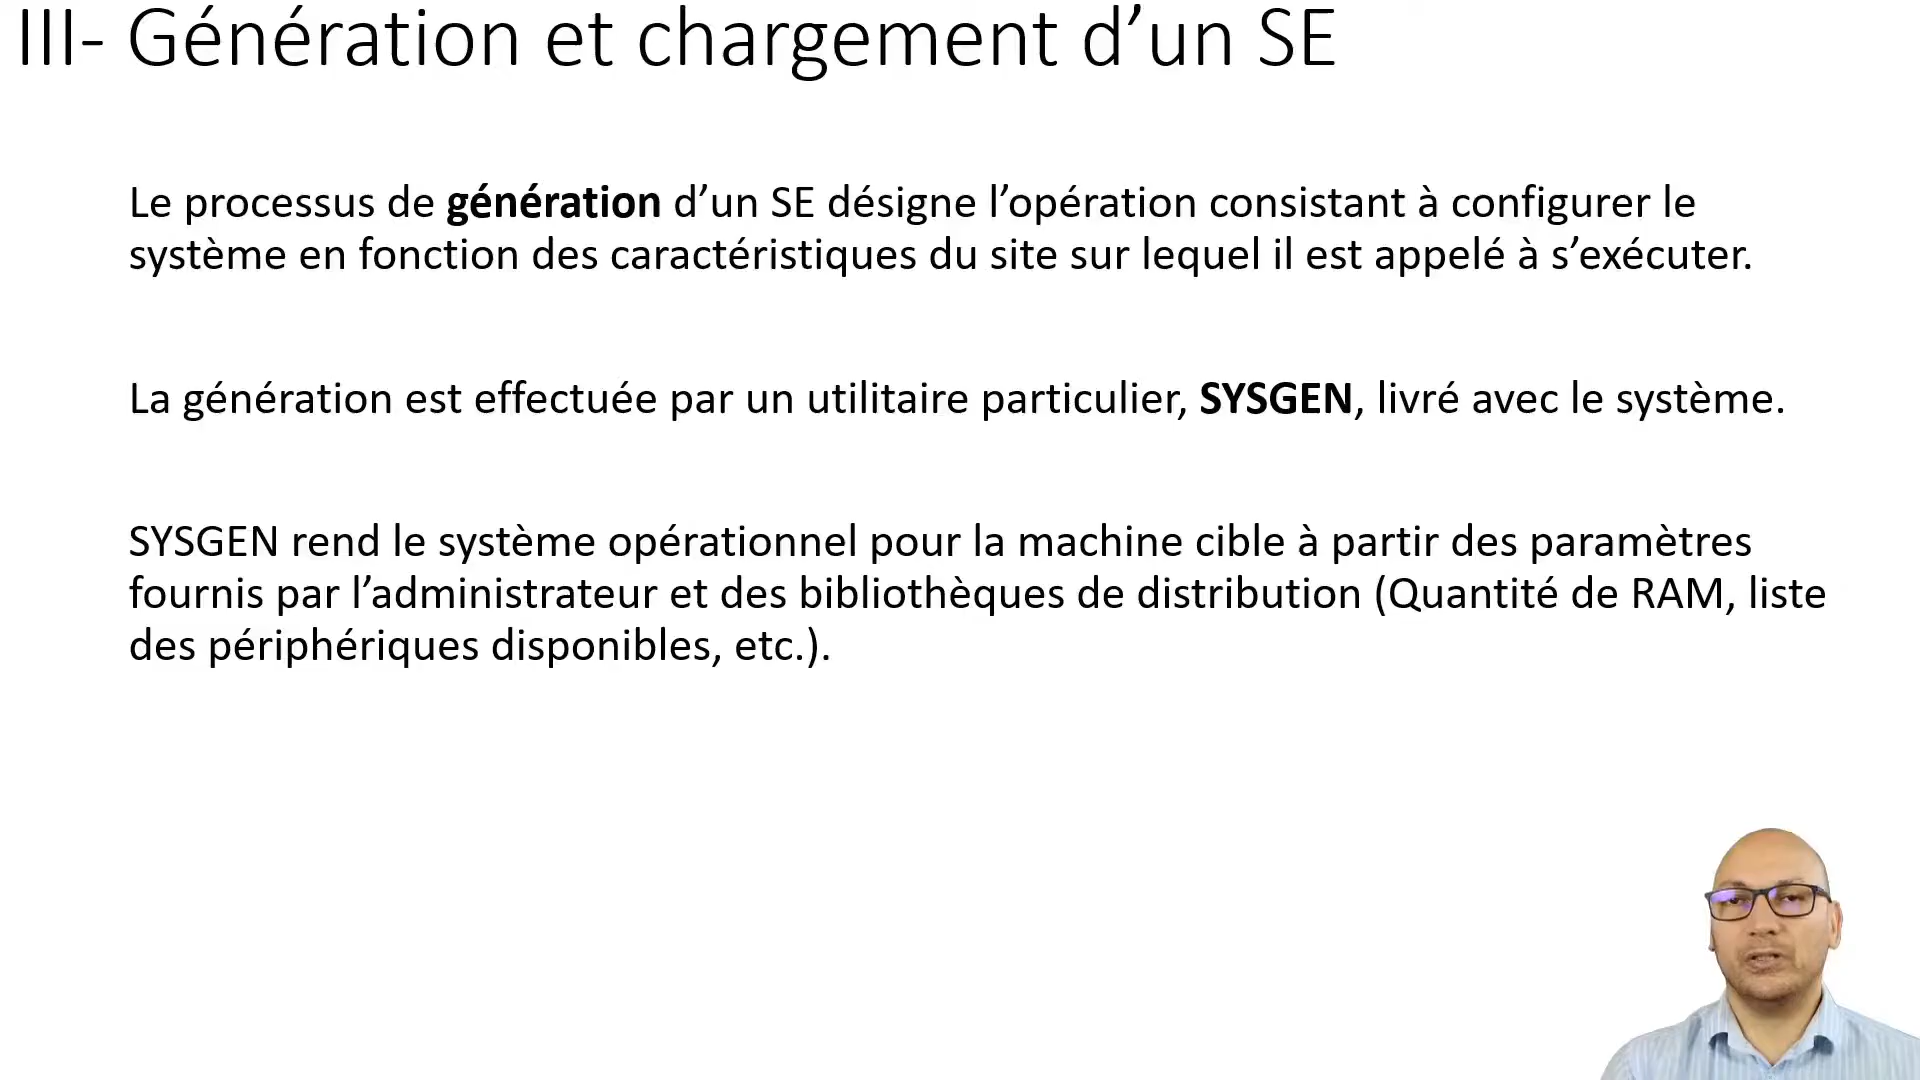 III- Génération et chargement d’un SE
Le processus de génération d’un SE désigne l’opération consistant à configurer le
système en fonction des caractéristiques du site sur lequel il est appelé à s’exécuter.
La génération est effectuée par un utilitaire particulier, SYSGEN, livré avec le système.
SYSGEN rend le système opérationnel pour la machine cible à partir des paramètres
fournis par l’administrateur et des bibliothèques de distribution (Quantité de RAM, liste
des périphériques disponibles, etc.).